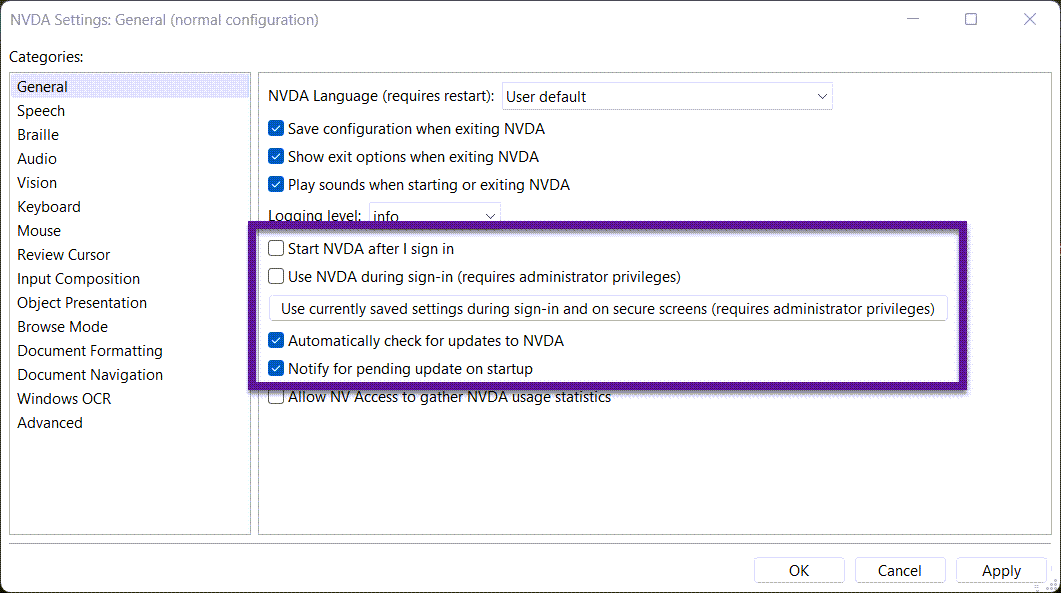 NVDA Settings: General (normal configuration)
Categories:
General
Speech
Braille
Audio
Vision
Keyboard
Mouse
Review Cursor
Input Composition
Object Presentation
Browse Mode
Document Formatting
Document Navigation
Windows OCR
Advanced
NVDA Language (requires restart): User default
Save configuration when exiting NVDA
Show exit options when exiting NVDA
Play sounds when starting or exiting NVDA
Logging level: info
Start NVDA after I sign in
Use NVDA during sign-in (requires administrator privileges)
Use currently saved settings during sign-in and on secure screens (requires administrator privileges)
Automatically check for updates to NVDA
Notify for pending update on startup
Allow NV Access to gather NVDA usage statistics
OK Cancel Apply